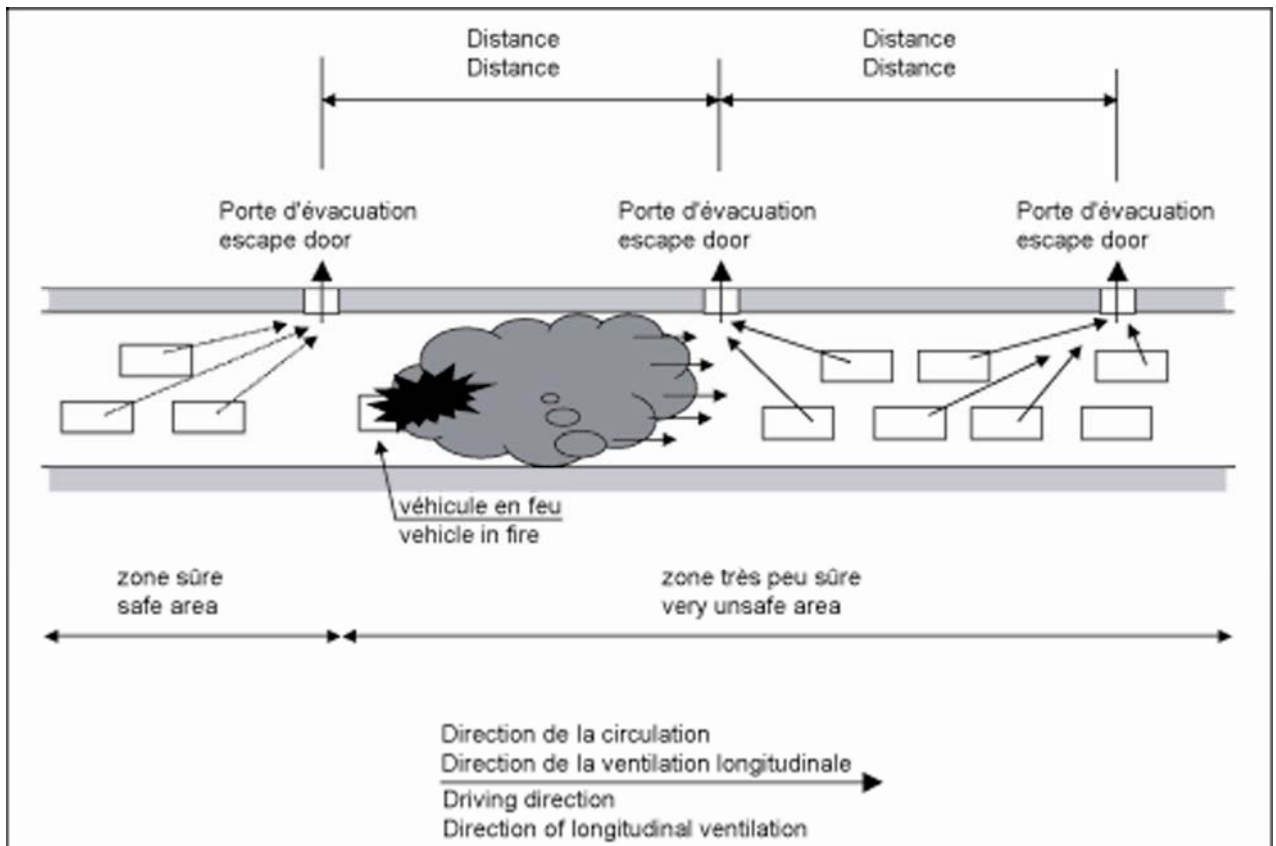 Distance
Distance
Distance
Distance
Porte d'évacuation
escape door
Porte d'évacuation
escape door
Porte d'évacuation
escape door
véhicule en feu
vehicle in fire
zone sûre
safe area
zone très peu sûre
very unsafe area
Direction de la circulation
Direction de la ventilation longitudinale
Driving direction
Direction of longitudinal ventilation